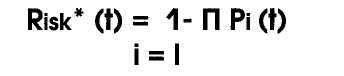 Risk* (t) = 1- Π Pi (t)
i = I